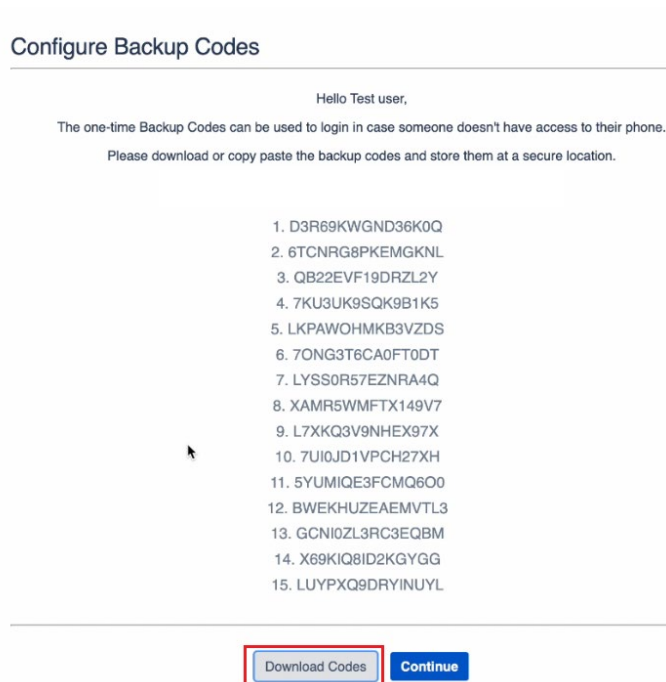 Configure Backup Codes
Hello Test user,
The one-time Backup Codes can be used to login in case someone doesn't have access to their phone.
Please download or copy paste the backup codes and store them at a secure location.
1. D3R69KWGND36K0Q
2. 6TCNRG8PKEMGKNL
3. QB22EVF19DRZL2Y
4. 7KU3UK9SQK9B1K5
5. LKPAWOHMKB3VZDS
6. 7ONG3T6CA0FT0DT
7. LYSS0R57EZNRA4Q
8. XAMR5WMFTX149V7
9. L7XKQ3V9NHEX97X
10. 7UI0JD1VPCH27XH
11. 5YUMIQE3FCMQ6O0
12. BWEKHUZEAEMVTL3
13. GCNI0ZL3RC3EQBM
14. X69KIQ8ID2KGYGG
15. LUYPXQ9DRYINUYL
Download Codes Continue